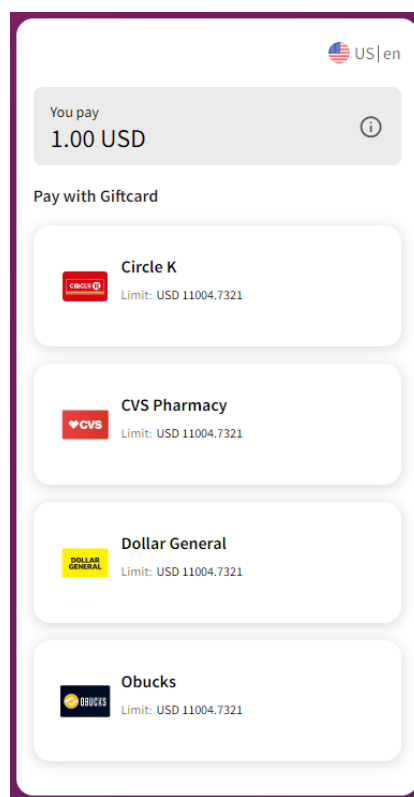 US|en
You pay
1.00 USD
Pay with Giftcard
CIRCLE K
Circle K
Limit: USD 11004.7321
CVS
CVS Pharmacy
Limit: USD 11004.7321
DOLLAR
GENERAL
Dollar General
Limit: USD 11004.7321
OBUCKS
Obucks
Limit: USD 11004.7321